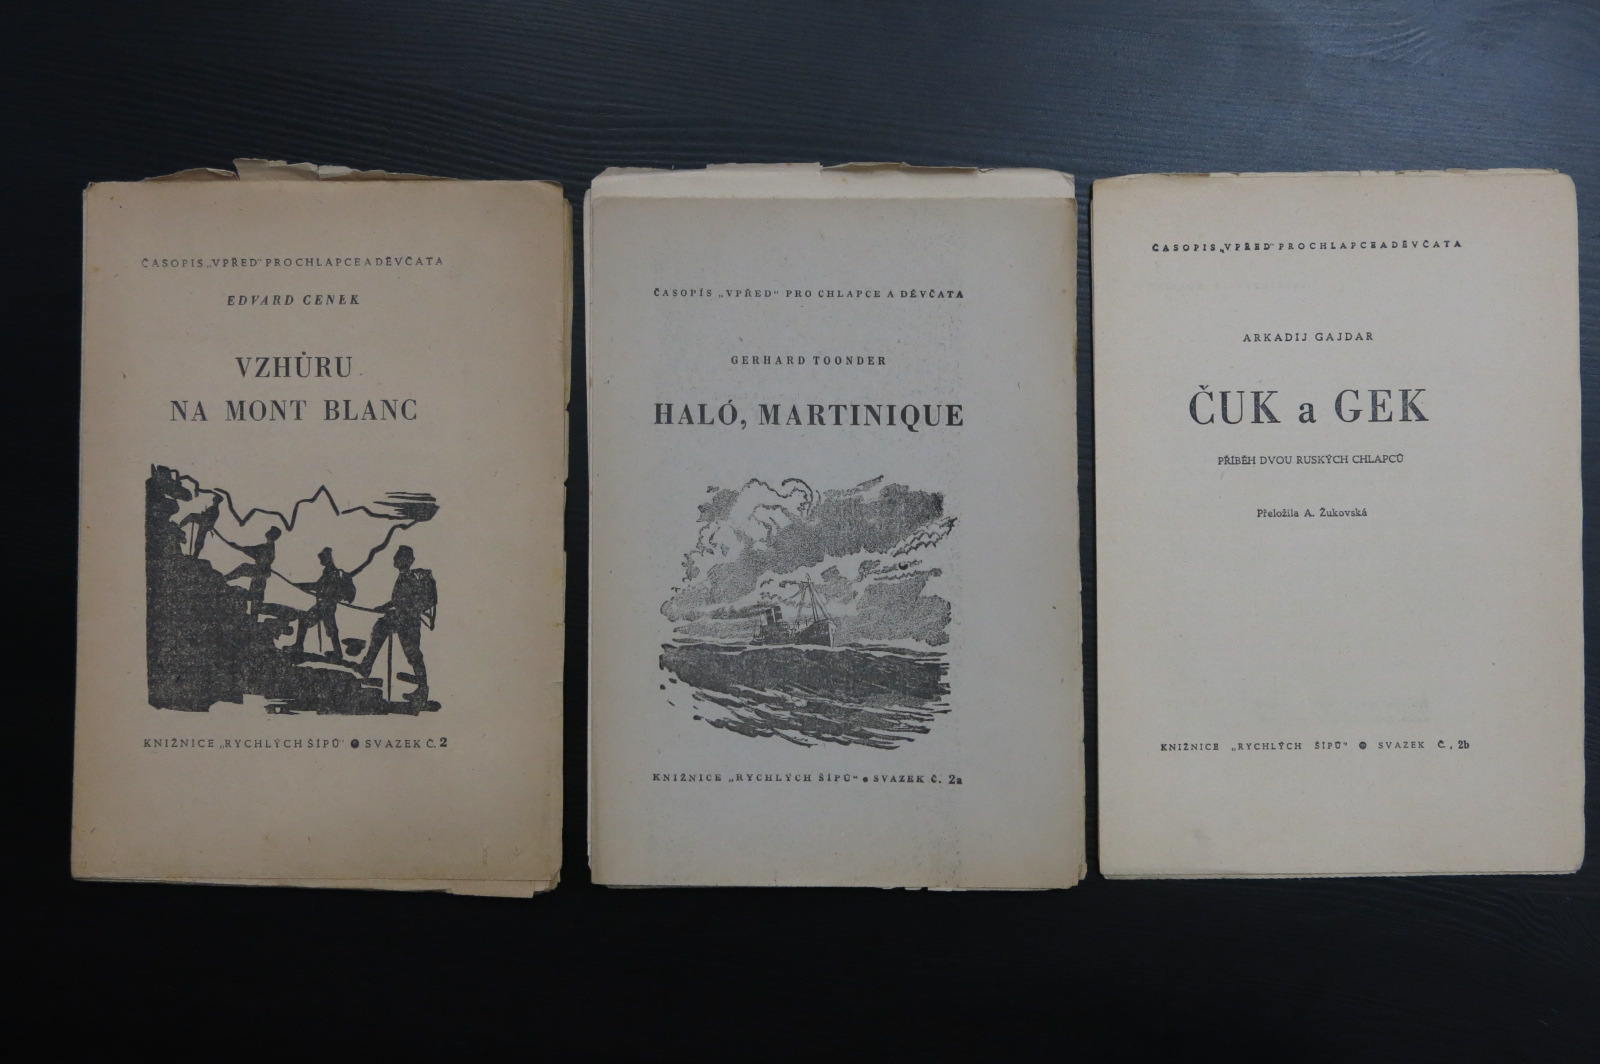 ČASOPIS „VPŘED" PRO CHLAPCE A DĚVČATA
EDVARD CENEK
VZHŮRU
NA MONT BLANC
KNIŽNICE „RYCHLÝCH ŠÍPŮ" ● SVAZEK Č. 2
ČASOPIS „VPŘED" PRO CHLAPCE A DĚVČATA
GERHARD TOONDER
HALÓ, MARTINIQUE
KNIŽNICE „RYCHLÝCH ŠÍPŮ" ● SVAZEK Č. 2a
ČASOPIS „VPŘED" PRO CHLAPCE A DĚVČATA
ARKADIJ GAJDAR
ČUK a GEK
PŘÍBĚH DVOU RUSKÝCH CHLAPCŮ
Přeložila A. Žukovská
KNIŽNICE „RYCHLÝCH ŠÍPŮ" ● SVAZEK Č. , 2b